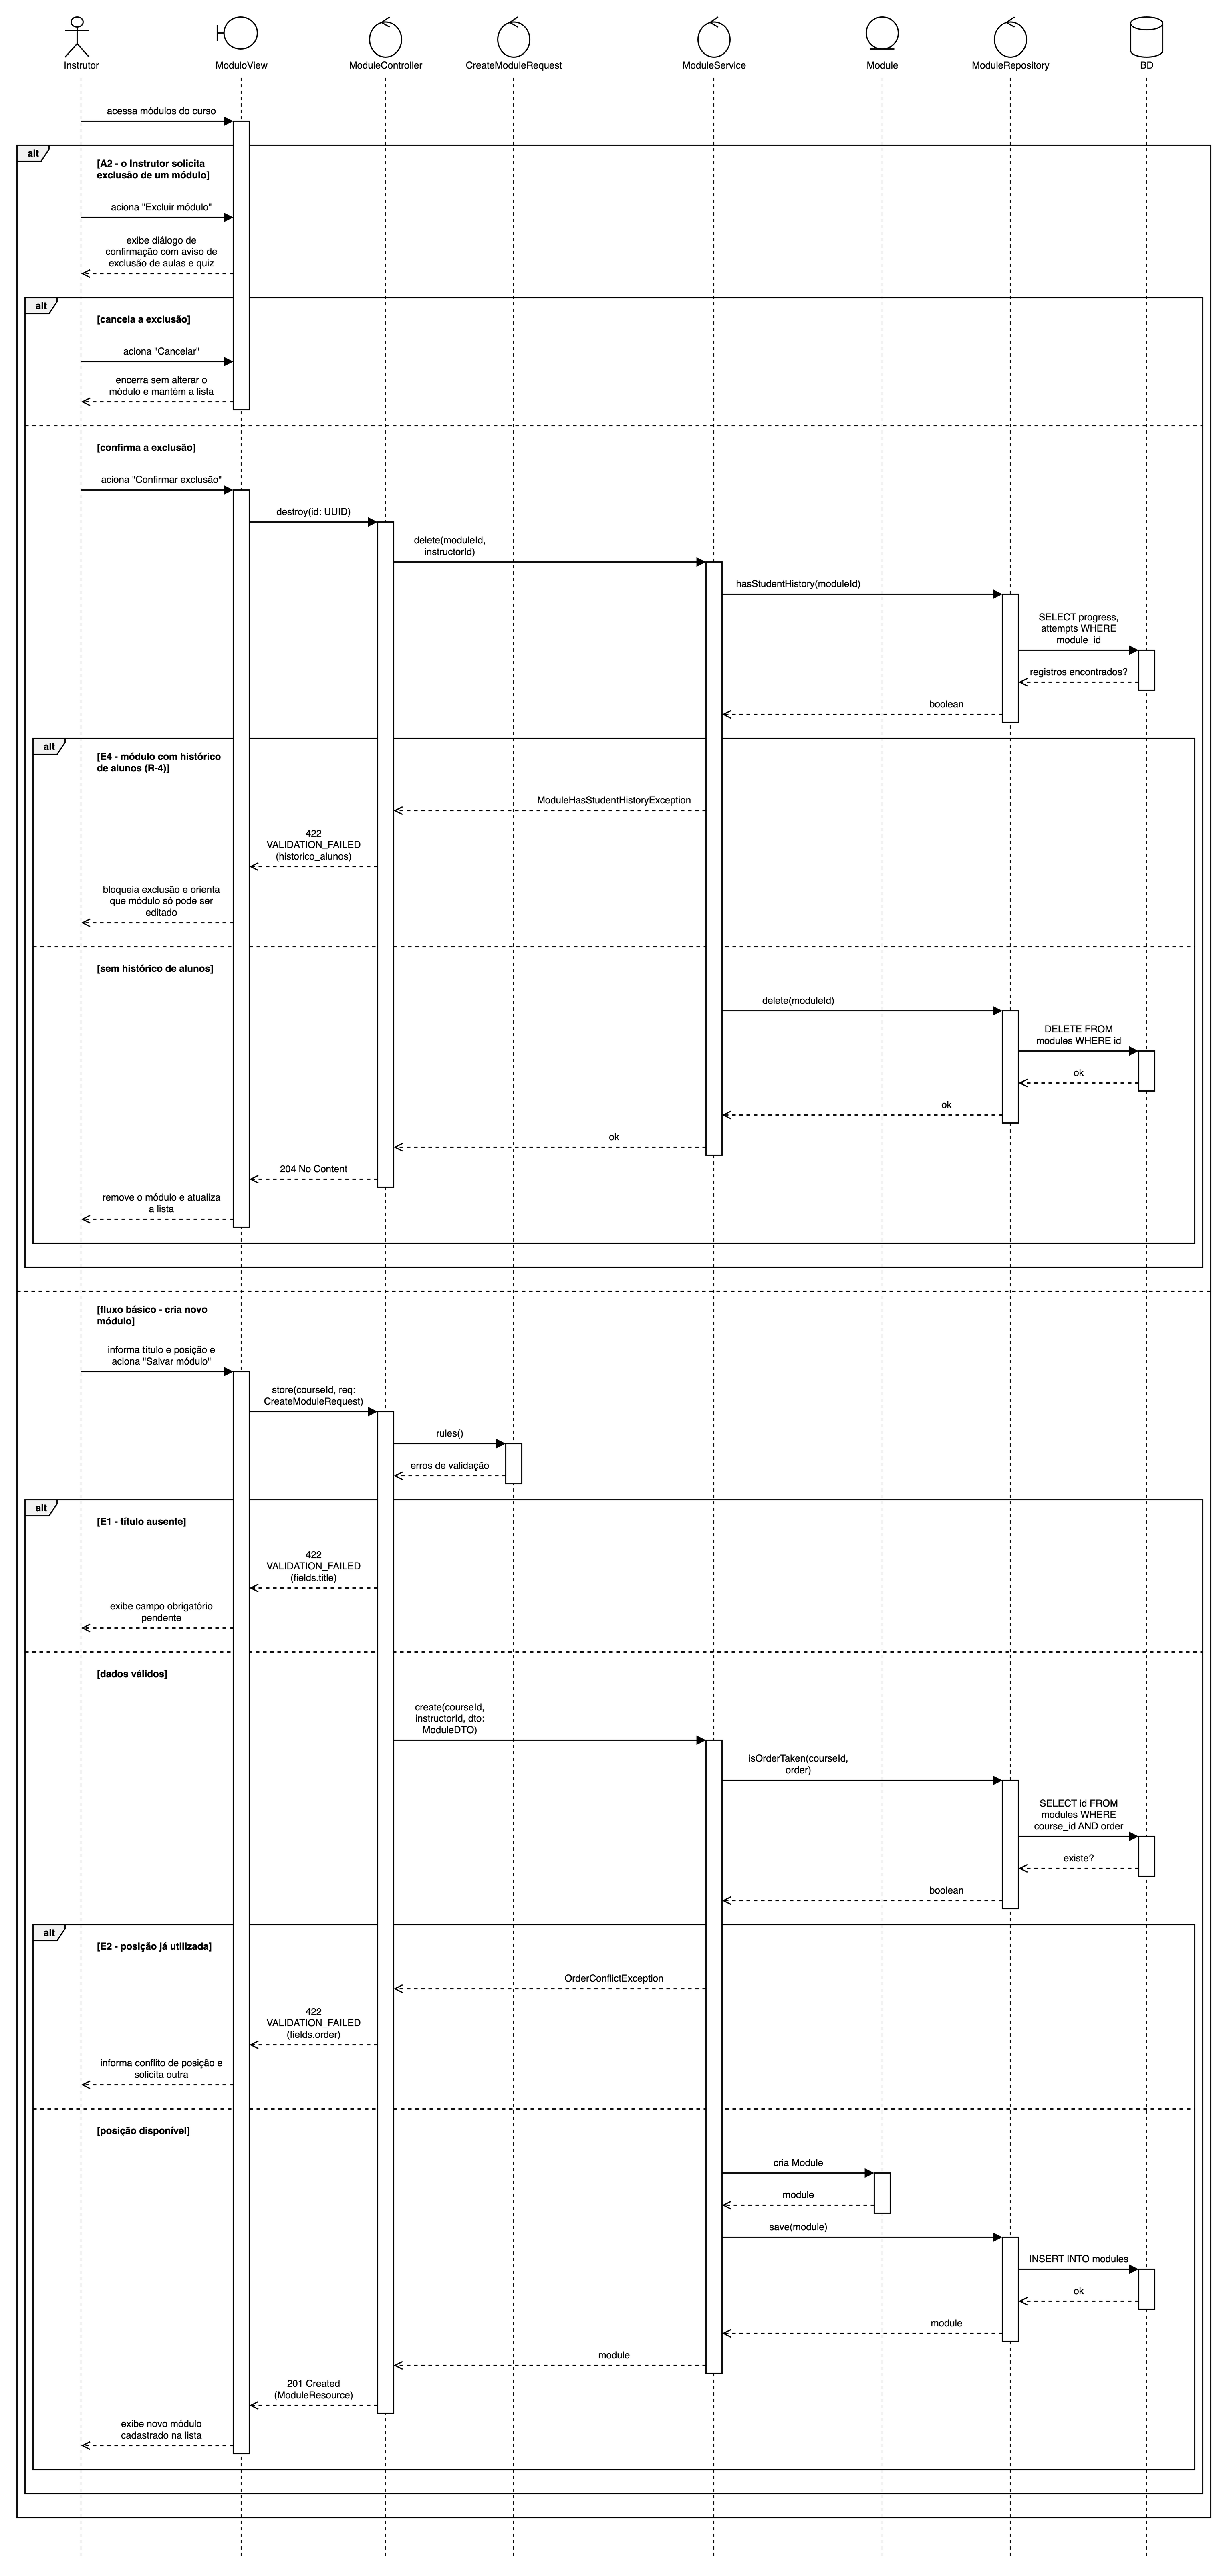 Instrutor
ModuloView
ModuleController
CreateModuleRequest
ModuleService
Module
ModuleRepository
BD
acessa módulos do curso
alt
[A2 - o Instrutor solicita
exclusão de um módulo]
aciona "Excluir módulo"
exibe diálogo de
confirmação com aviso de
exclusão de aulas e quiz
alt
[cancela a exclusão]
aciona "Cancelar"
encerra sem alterar o
módulo e mantém a lista
[confirma a exclusão]
aciona "Confirmar exclusão"
destroy(id: UUID)
delete(moduleId,
instructorId)
hasStudentHistory(moduleId)
SELECT progress,
attempts WHERE
module_id
registros encontrados?
boolean
alt
[E4 - módulo com histórico
de alunos (R-4)]
ModuleHasStudentHistoryException
422
VALIDATION_FAILED
(historico_alunos)
bloqueia exclusão e orienta
que módulo só pode ser
editado
[sem histórico de alunos]
delete(moduleId)
DELETE FROM
modules WHERE id
ok
ok
ok
204 No Content
remove o módulo e atualiza
a lista
[fluxo básico - cria novo
módulo]
informa título e posição e
aciona "Salvar módulo"
store(courseId, req:
CreateModuleRequest)
rules()
erros de validação
alt
[E1 - título ausente]
422
VALIDATION_FAILED
(fields.title)
exibe campo obrigatório
pendente
[dados válidos]
create(courseId,
instructorId, dto:
ModuleDTO)
isOrderTaken(courseId,
order)
SELECT id FROM
modules WHERE
course_id AND order
existe?
boolean
alt
[E2 - posição já utilizada]
OrderConflictException
422
VALIDATION_FAILED
(fields.order)
informa conflito de posição e
solicita outra
[posição disponível]
cria Module
module
save(module)
INSERT INTO modules
ok
module
module
201 Created
(ModuleResource)
exibe novo módulo
cadastrado na lista